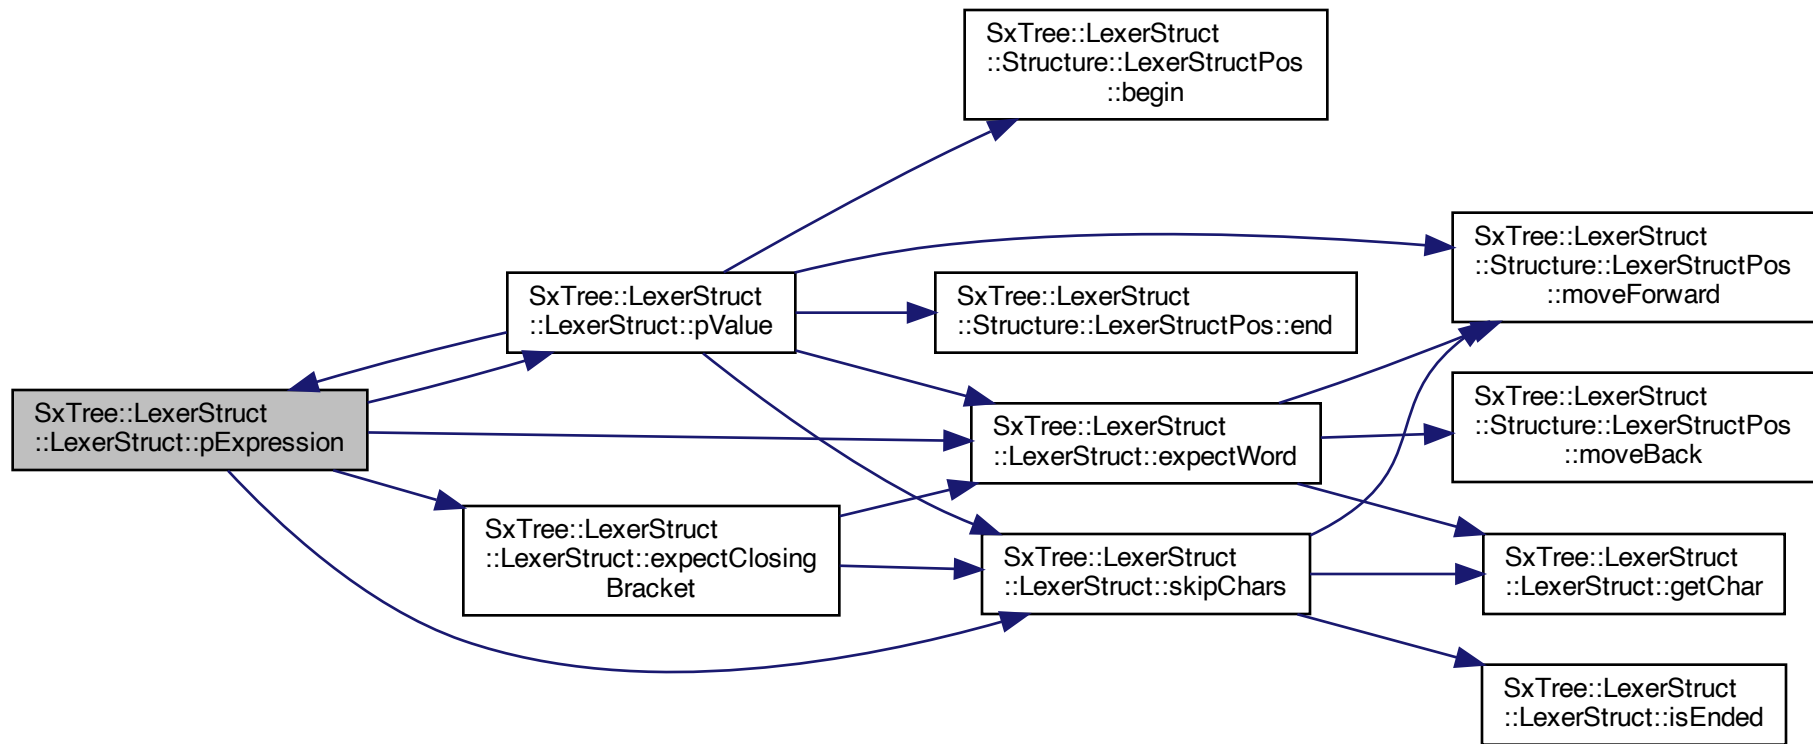 SxTree::LexerStruct
::Structure::LexerStructPos
::begin
SxTree::LexerStruct
::Structure::LexerStructPos
::moveForward
SxTree::LexerStruct
::LexerStruct::pValue
SxTree::LexerStruct
::Structure::LexerStructPos::end
SxTree::LexerStruct
::LexerStruct::pExpression
SxTree::LexerStruct
::LexerStruct::expectWord
SxTree::LexerStruct
::Structure::LexerStructPos
::moveBack
SxTree::LexerStruct
::LexerStruct::expectClosing
Bracket
SxTree::LexerStruct
::LexerStruct::skipChars
SxTree::LexerStruct
::LexerStruct::getChar
SxTree::LexerStruct
::LexerStruct::isEnded